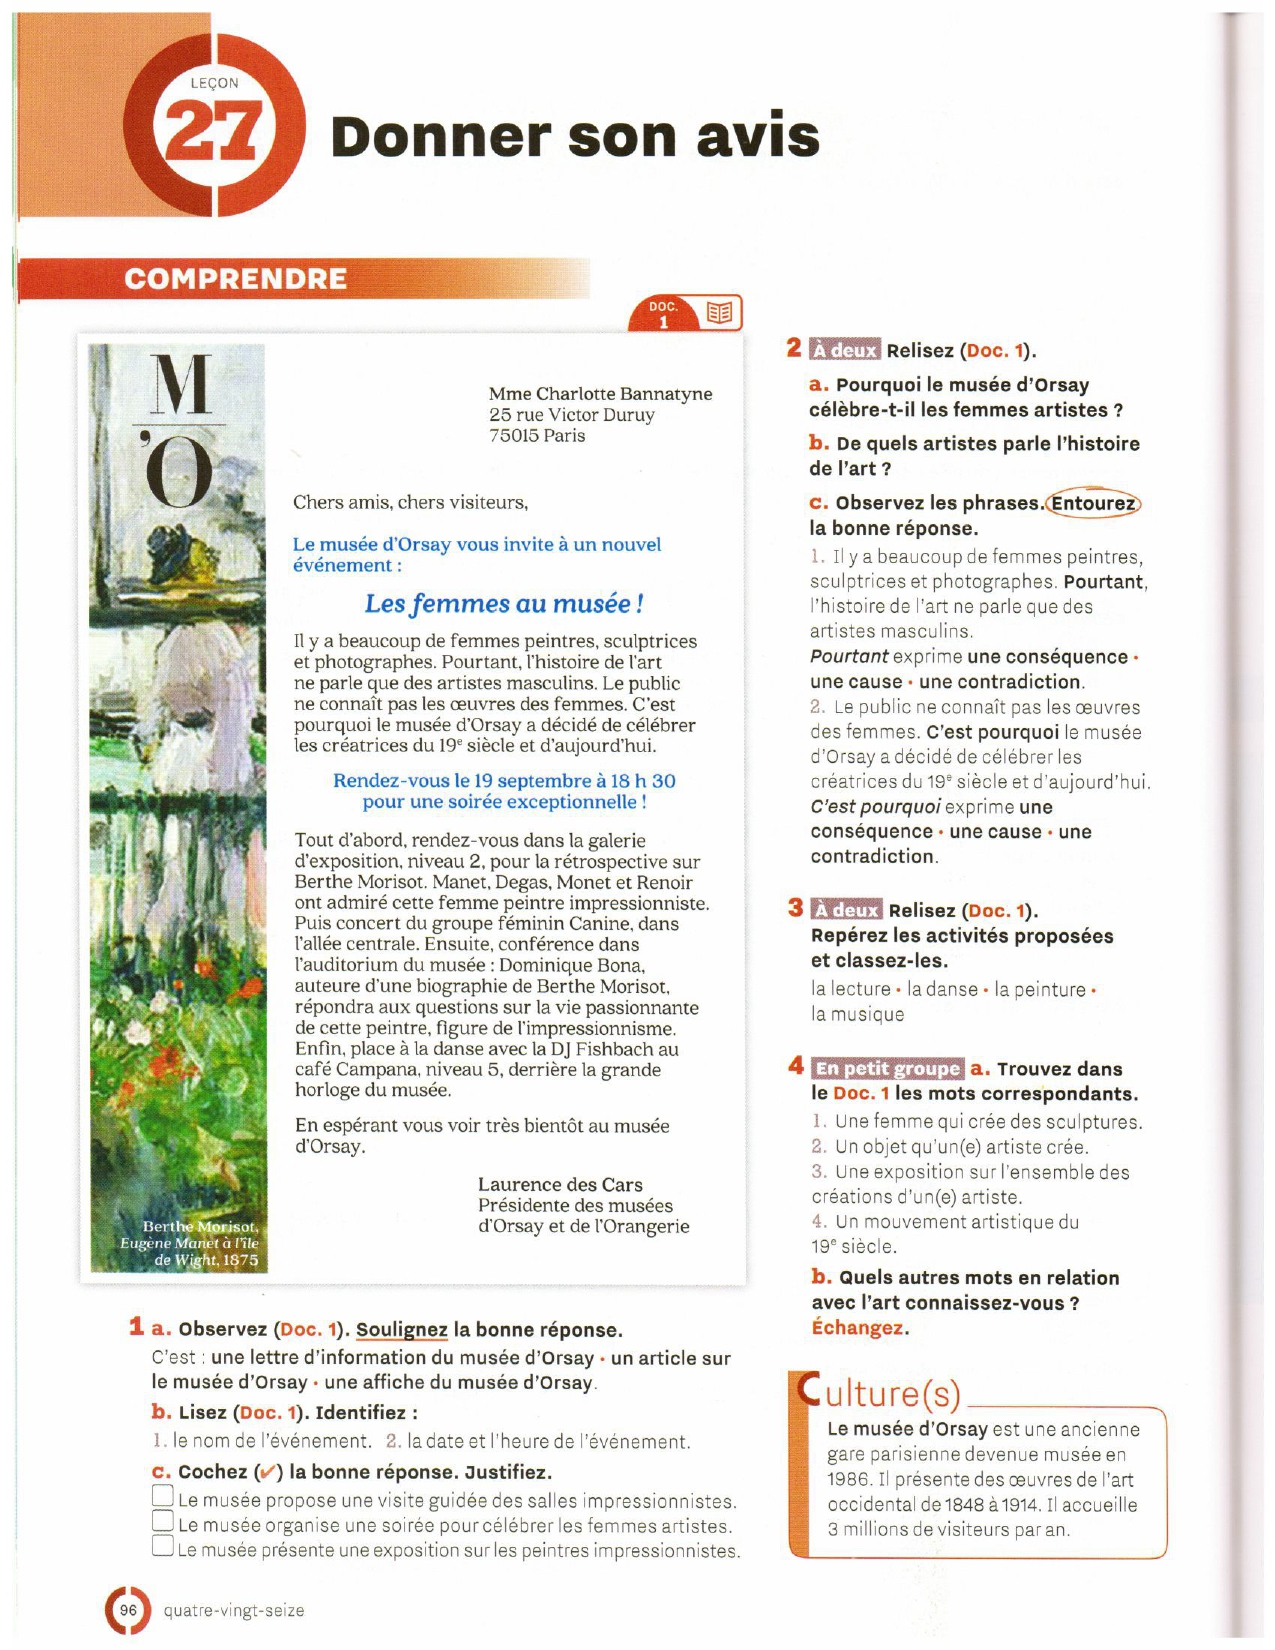 LEÇON
27
Donner son avis
COMPRENDRE
DOC.
1
M
'O
Mme Charlotte Bannatyne
25 rue Victor Duruy
75015 Paris
Chers amis, chers visiteurs,
Le musée d'Orsay vous invite à un nouvel
événement :
Les femmes au musée !
Il y a beaucoup de femmes peintres, sculptrices
et photographes. Pourtant, l'histoire de l'art
ne parle que des artistes masculins. Le public
ne connaît pas les œuvres des femmes. C'est
pourquoi le musée d'Orsay a décidé de célébrer
les créatrices du 19e siècle et d'aujourd'hui.
Rendez-vous le 19 septembre à 18 h 30
pour une soirée exceptionnelle !
Tout d'abord, rendez-vous dans la galerie
d'exposition, niveau 2, pour la rétrospective sur
Berthe Morisot. Manet, Degas, Monet et Renoir
ont admiré cette femme peintre impressionniste.
Puis concert du groupe féminin Canine, dans
l'allée centrale. Ensuite, conférence dans
l'auditorium du musée : Dominique Bona,
auteure d'une biographie de Berthe Morisot,
répondra aux questions sur la vie passionnante
de cette peintre, figure de l'impressionnisme.
Enfin, place à la danse avec la DJ Fishbach au
café Campana, niveau 5, derrière la grande
horloge du musée.
En espérant vous voir très bientôt au musée
d'Orsay.
Laurence des Cars
Présidente des musées
d'Orsay et de l'Orangerie
Berthe Morisot,
Eugène Manet à l'île
de Wight, 1875
1 a. Observez (Doc. 1). Soulignez la bonne réponse.
C'est : une lettre d'information du musée d'Orsay • un article sur
le musée d'Orsay • une affiche du musée d'Orsay.
b. Lisez (Doc. 1). Identifiez :
1. le nom de l'événement. 2. la date et l'heure de l'événement.
c. Cochez (✓) la bonne réponse. Justifiez.
☐ Le musée propose une visite guidée des salles impressionnistes.
☐ Le musée organise une soirée pour célébrer les femmes artistes.
☐ Le musée présente une exposition sur les peintres impressionnistes.
2 À deux Relisez (Doc. 1).
a. Pourquoi le musée d'Orsay
célèbre-t-il les femmes artistes ?
b. De quels artistes parle l'histoire
de l'art ?
c. Observez les phrases. Entourez
la bonne réponse.
1. Il y a beaucoup de femmes peintres,
sculptrices et photographes. Pourtant,
l'histoire de l'art ne parle que des
artistes masculins.
Pourtant exprime une conséquence •
une cause • une contradiction.
2. Le public ne connaît pas les œuvres
des femmes. C'est pourquoi le musée
d'Orsay a décidé de célébrer les
créatrices du 19e siècle et d'aujourd'hui.
C'est pourquoi exprime une
conséquence • une cause • une
contradiction.
3 À deux Relisez (Doc. 1).
Repérez les activités proposées
et classez-les.
la lecture • la danse • la peinture •
la musique
4 En petit groupe a. Trouvez dans
le Doc. 1 les mots correspondants.
1. Une femme qui crée des sculptures.
2. Un objet qu'un(e) artiste crée.
3. Une exposition sur l'ensemble des
créations d'un(e) artiste.
4. Un mouvement artistique du
19e siècle.
b. Quels autres mots en relation
avec l'art connaissez-vous ?
Échangez.
Culture(s)
Le musée d'Orsay est une ancienne
gare parisienne devenue musée en
1986. Il présente des œuvres de l'art
occidental de 1848 à 1914. Il accueille
3 millions de visiteurs par an.
96 quatre-vingt-seize